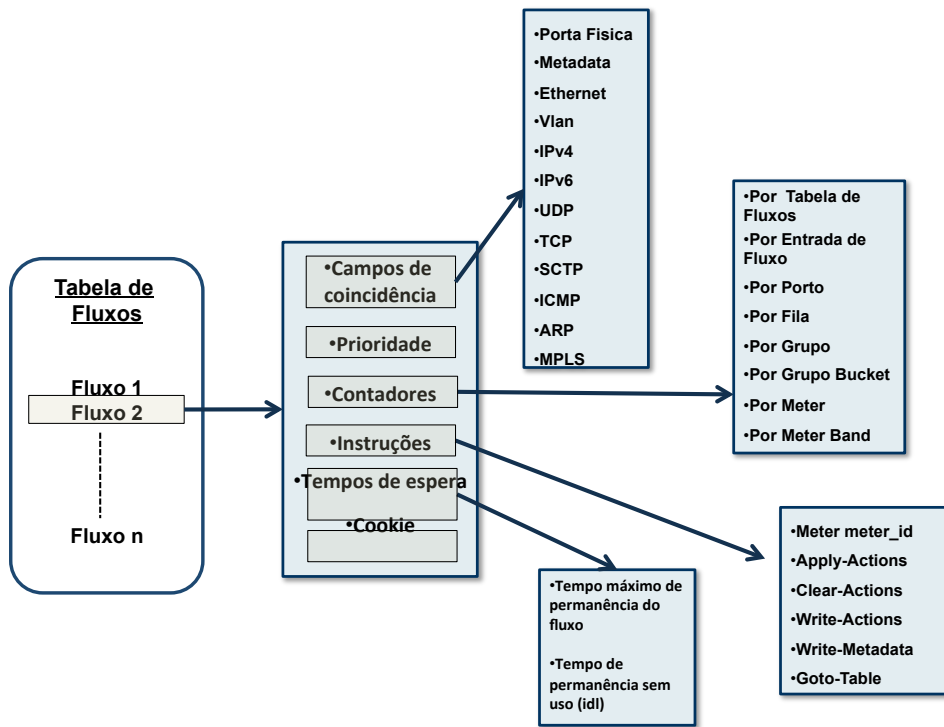 Tabela de
Fluxos
Fluxo 1
Fluxo 2
Fluxo n
•Campos de
coincidência
•Prioridade
•Contadores
•Instruções
•Tempos de espera
•Cookie
•Porta Fisica
•Metadata
•Ethernet
•Vlan
•IPv4
•IPv6
•UDP
•TCP
•SCTP
•ICMP
•ARP
•MPLS
•Por Tabela de
Fluxos
•Por Entrada de
Fluxo
•Por Porto
•Por Fila
•Por Grupo
•Por Grupo Bucket
•Por Meter
•Por Meter Band
•Meter meter_id
•Apply-Actions
•Clear-Actions
•Write-Actions
•Write-Metadata
•Goto-Table
•Tempo máximo de
permanência do
fluxo
•Tempo de
permanência sem
uso (idl)